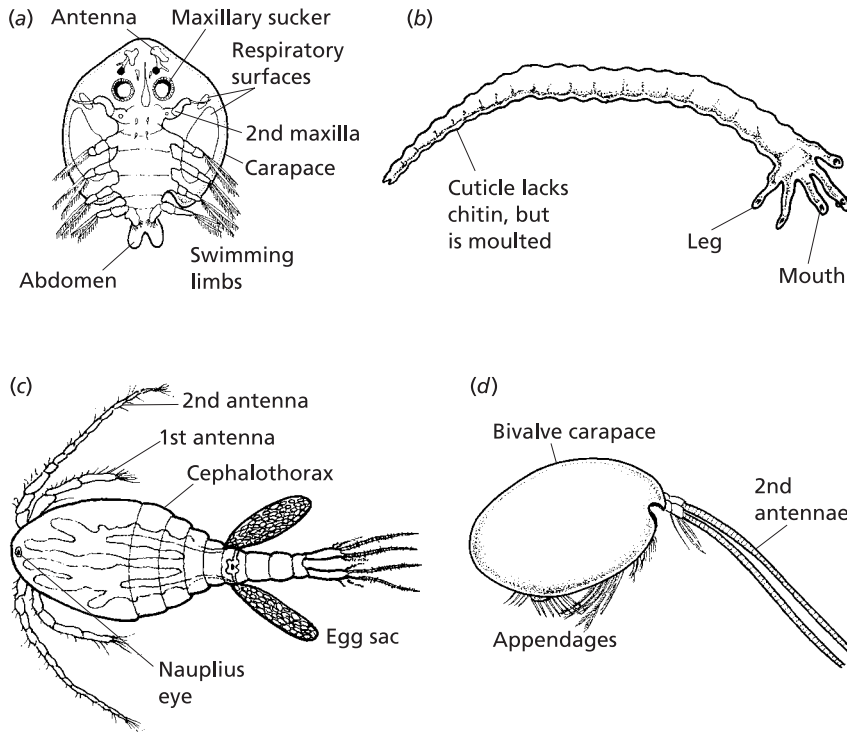 (a)
Antenna
Maxillary sucker
Respiratory
surfaces
2nd maxilla
Carapace
Swimming
limbs
Abdomen
(b)
Cuticle lacks
chitin, but
is moulted
Leg
Mouth
(c)
2nd antenna
1st antenna
Cephalothorax
Egg sac
Nauplius
eye
(d)
Bivalve carapace
2nd
antennae
Appendages